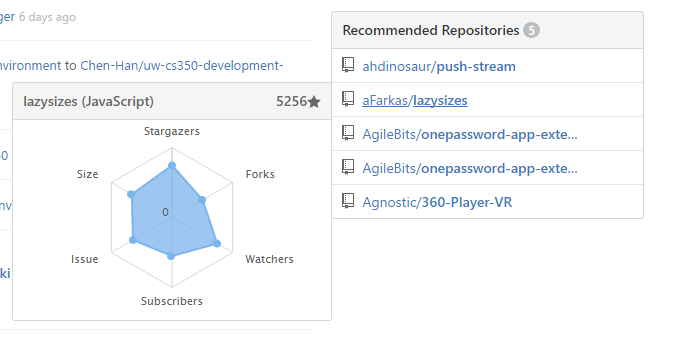 ger 6 days ago
nvironment to Chen-Han/uw-cs350-development-
lazysizes (JavaScript) 5256★
Stargazers
Size
Forks
0
Issue
Watchers
Subscribers
50
nv
ki
Recommended Repositories 5
ahdinosaur/push-stream
aFarkas/lazysizes
AgileBits/onepassword-app-exte...
AgileBits/onepassword-app-exte...
Agnostic/360-Player-VR